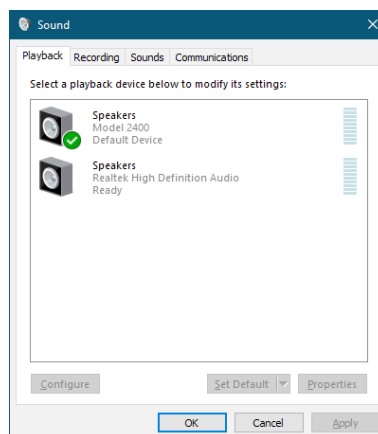 Sound
Playback Recording Sounds Communications
Select a playback device below to modify its settings:
Speakers
Model 2400
Default Device
Speakers
Realtek High Definition Audio
Ready
Configure Set Default Properties
OK Cancel Apply